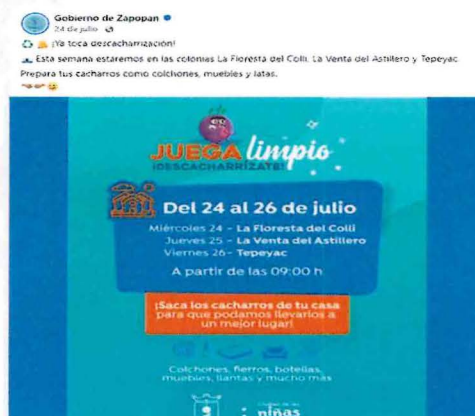 Gobierno de Zapopan
24 de julio
¡Ya toca descacharrización!
Esta semana estaremos en las colonias La Floresta del Colli, La Venta del Astillero y Tepeyac.
Prepara tus cacharros como colchones, muebles y latas.
JUEGA limpio
¡DESCACHARRÍZATE!
Del 24 al 26 de julio
Miércoles 24 - La Floresta del Colli
Jueves 25 - La Venta del Astillero
Viernes 26 - Tepeyac
A partir de las 09:00 h
¡Saca los cacharros de tu casa
para que podamos llevarlos a
un mejor lugar!
Colchones, fierros, botellas,
muebles, llantas y mucho más
Ciudad de las
niñas